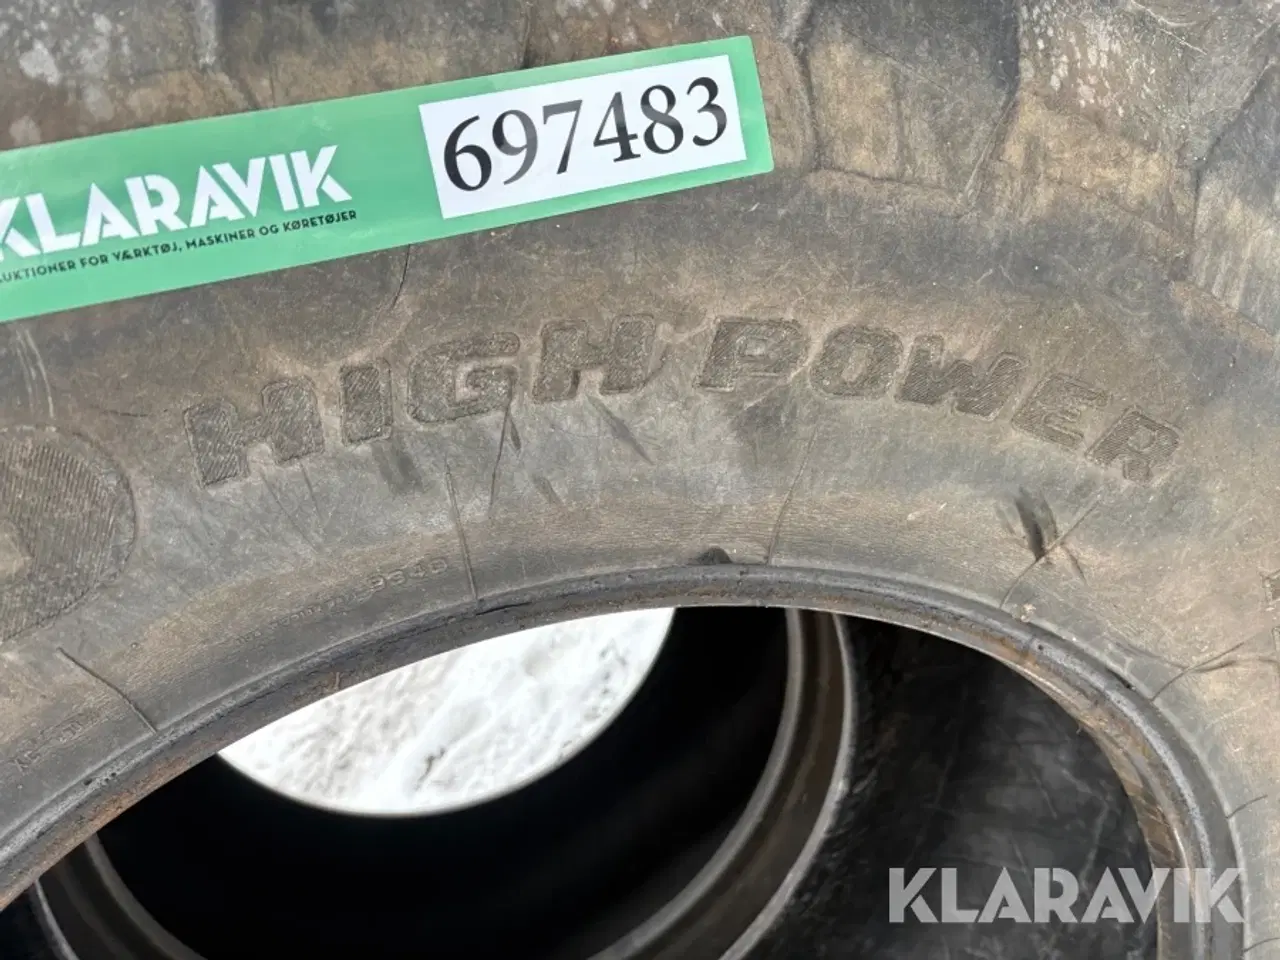 697483
KLARAVIK
AUKTIONER FOR VÆRKTØJ, MASKINER OG KØRETØJER
HIGH POWER
KLARAVIK